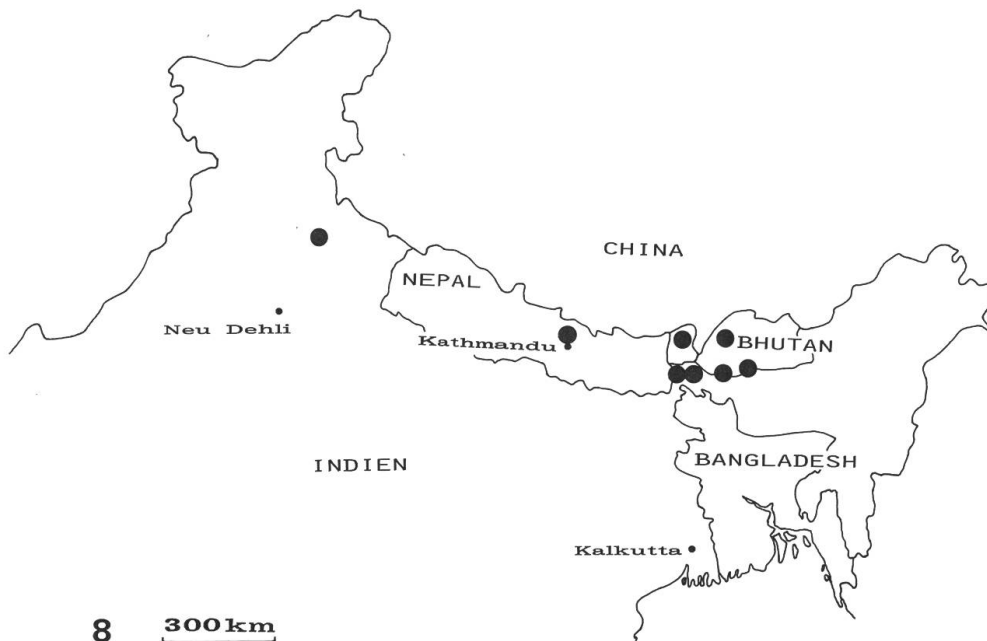 CHINA
NEPAL
Neu Dehli
Kathmandu
BHUTAN
INDIEN
BANGLADESH
Kalkutta
8
300km